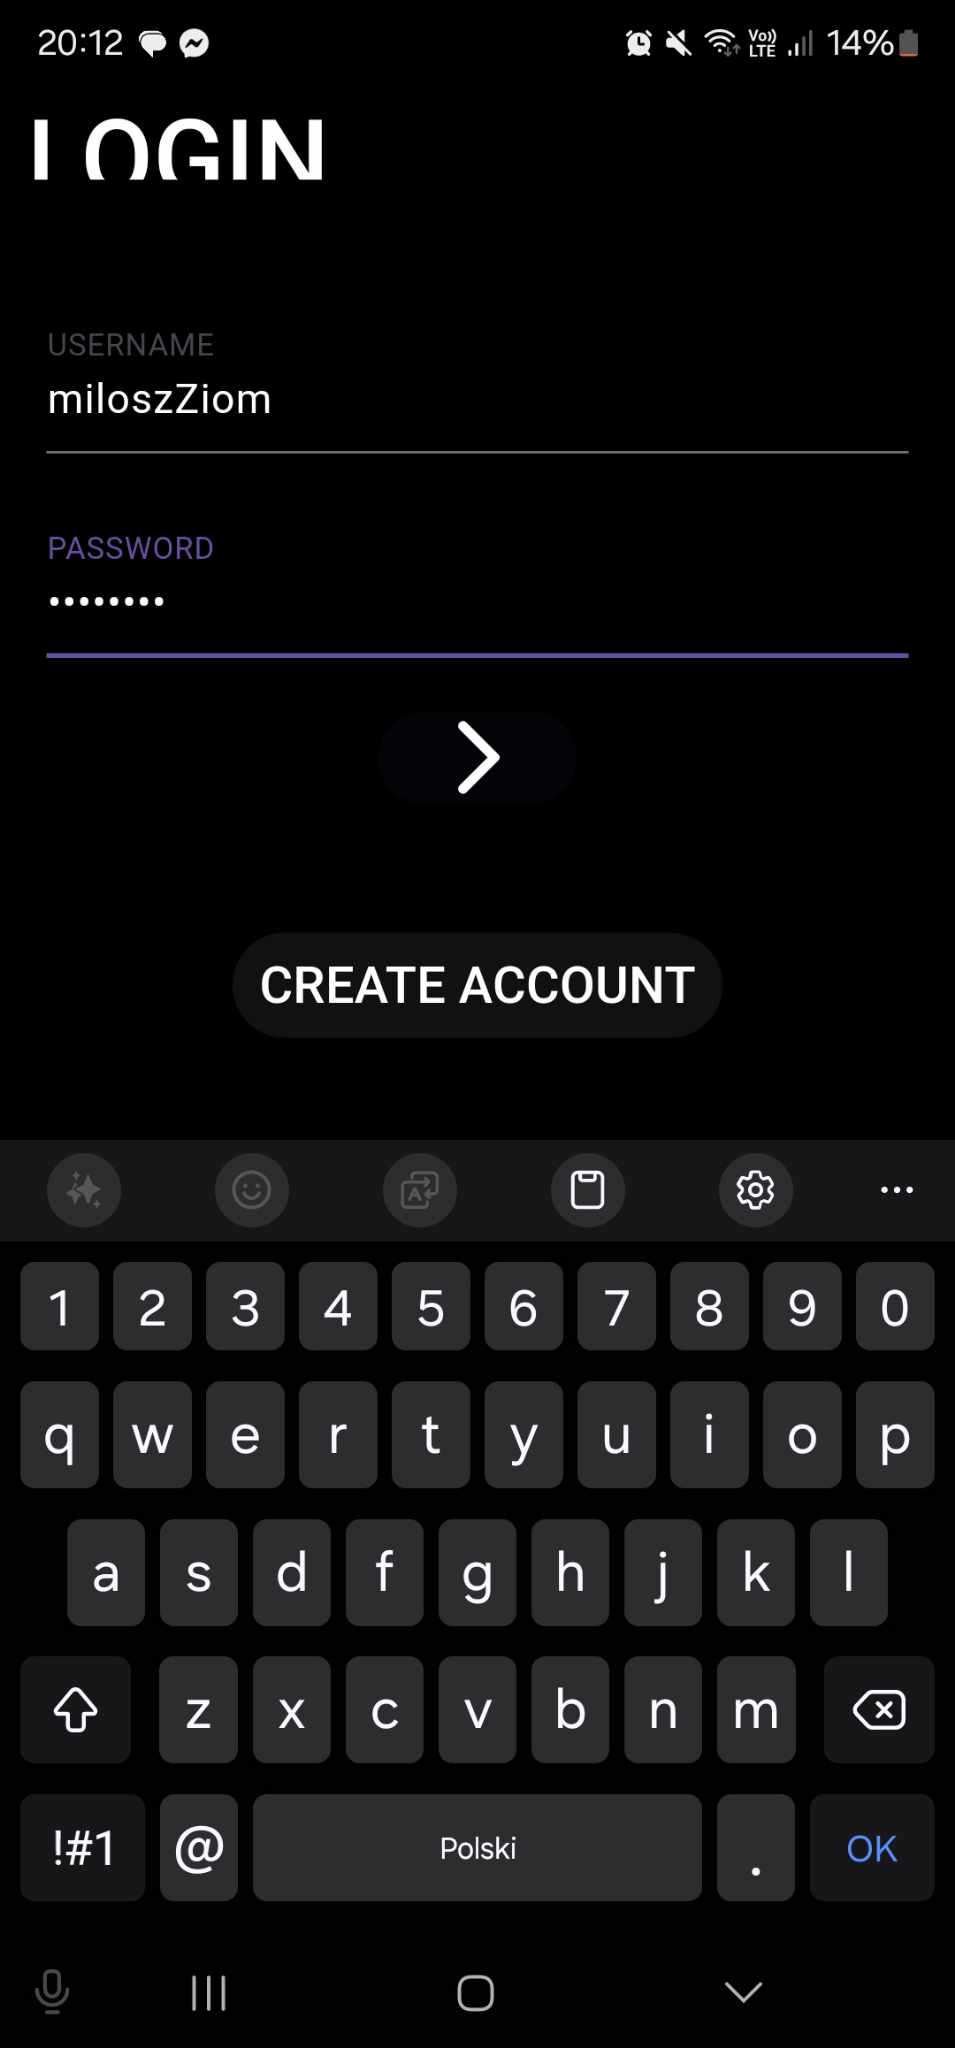 20:12 Vo)) LTE 14%
LOGIN
USERNAME
miloszZiom
PASSWORD
••••••••
CREATE ACCOUNT
1 2 3 4 5 6 7 8 9 0
q w e r t y u i o p
a s d f g h j k l
z x c v b n m
!#1 @ Polski . OK